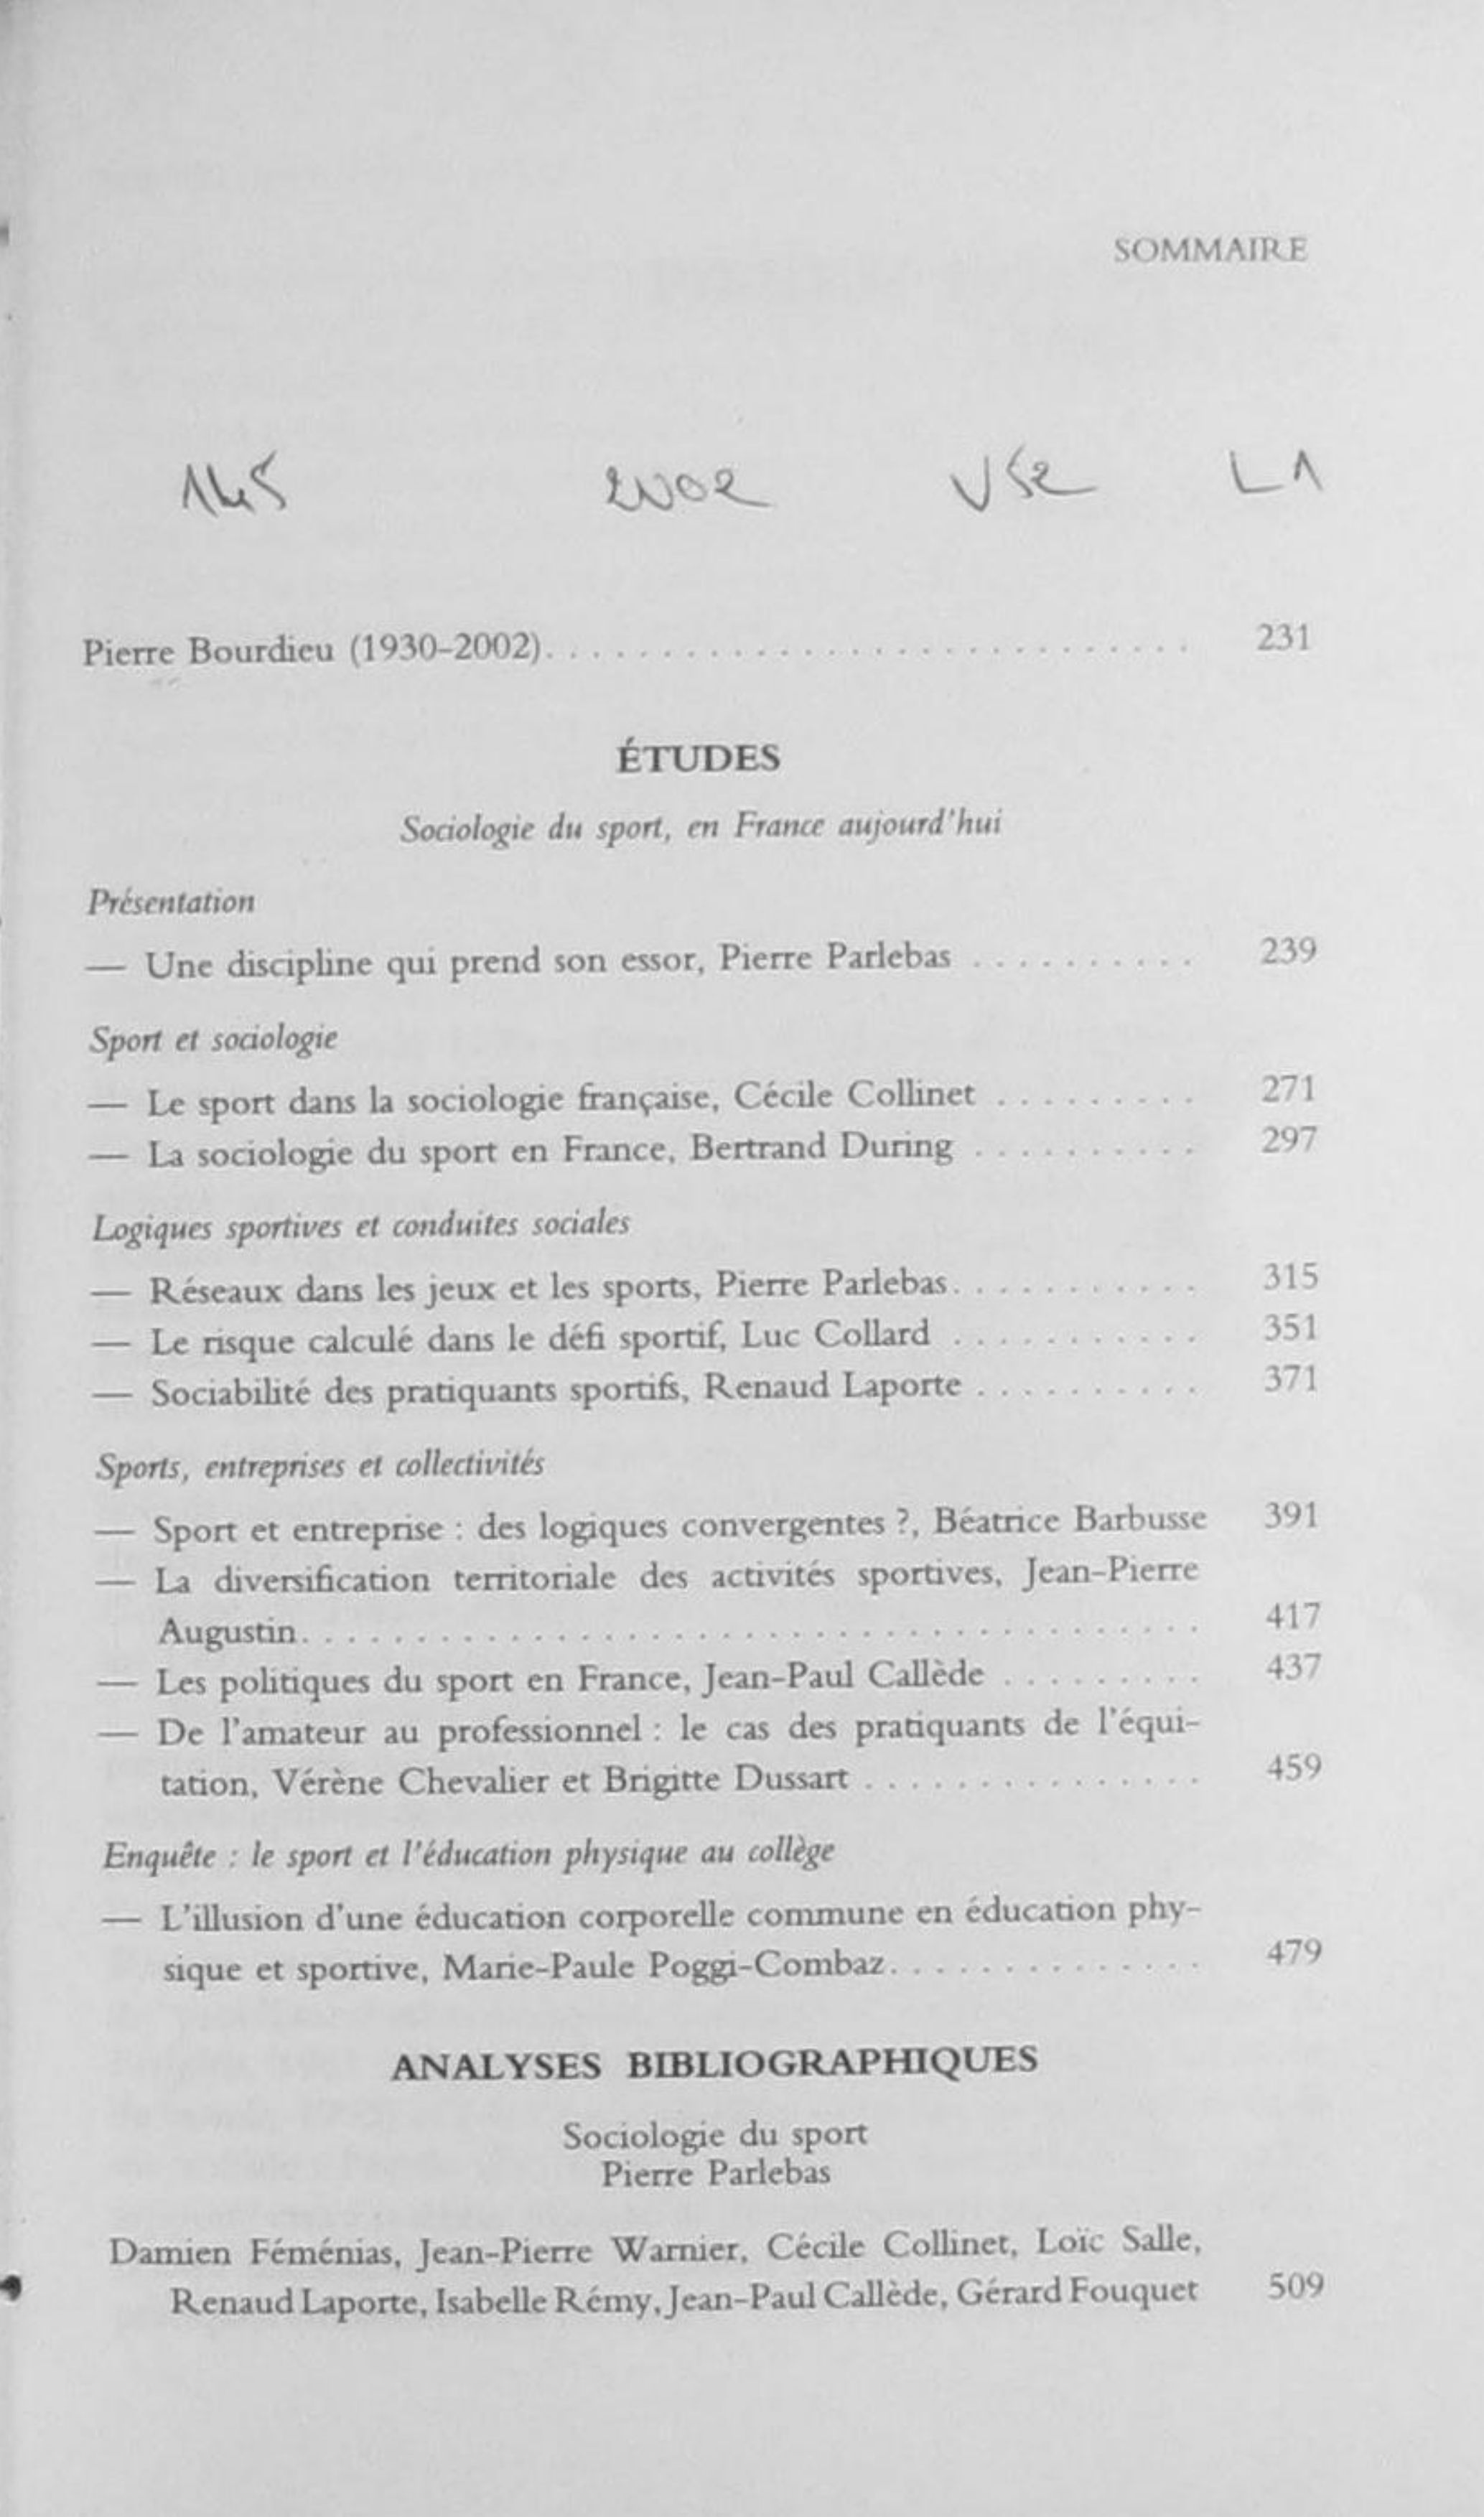 SOMMAIRE
2002 V52 L1
Pierre Bourdieu (1930-2002). . . . . . . . . . . . . . . . . . . . . . . . . . . . 231
ÉTUDES
Sociologie du sport, en France aujourd'hui
Présentation
— Une discipline qui prend son essor, Pierre Parlebas . . . . . . . . . . 239
Sport et sociologie
— Le sport dans la sociologie française, Cécile Collinet . . . . . . . . . 271
— La sociologie du sport en France, Bertrand During . . . . . . . . . . 297
Logiques sportives et conduites sociales
— Réseaux dans les jeux et les sports, Pierre Parlebas. . . . . . . . . . . 315
— Le risque calculé dans le défi sportif, Luc Collard . . . . . . . . . . . 351
— Sociabilité des pratiquants sportifs, Renaud Laporte . . . . . . . . . . 371
Sports, entreprises et collectivités
— Sport et entreprise : des logiques convergentes ?, Béatrice Barbusse 391
— La diversification territoriale des activités sportives, Jean-Pierre
Augustin. . . . . . . . . . . . . . . . . . . . . . . . . . . . . . . . . . . . . . . 417
— Les politiques du sport en France, Jean-Paul Callède . . . . . . . . . 437
— De l'amateur au professionnel : le cas des pratiquants de l'équi-
tation, Vérène Chevalier et Brigitte Dussart . . . . . . . . . . . . . . . 459
Enquête : le sport et l'éducation physique au collège
— L'illusion d'une éducation corporelle commune en éducation phy-
sique et sportive, Marie-Paule Poggi-Combaz. . . . . . . . . . . . . . 479
ANALYSES BIBLIOGRAPHIQUES
Sociologie du sport
Pierre Parlebas
Damien Féménias, Jean-Pierre Warnier, Cécile Collinet, Loïc Salle,
Renaud Laporte, Isabelle Rémy, Jean-Paul Callède, Gérard Fouquet 509